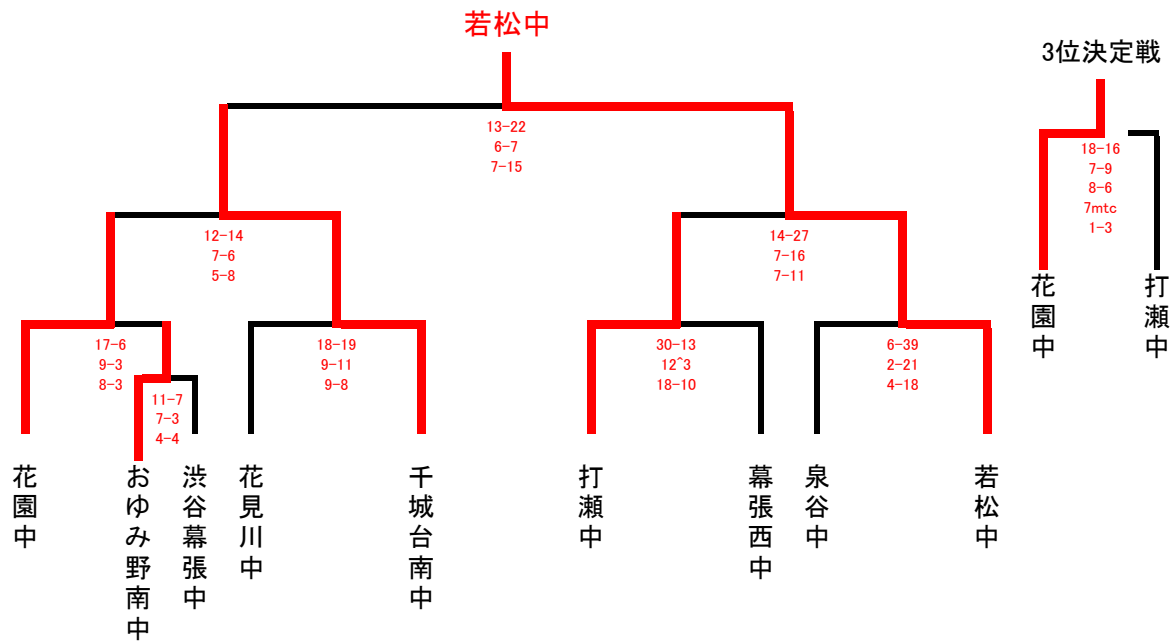 若松中
3位決定戦
13-22
6-7
7-15
18-16
7-9
8-6
7mtc
1-3
12-14
7-6
5-8
14-27
7-16
7-11
花園中
打瀬中
17-6
9-3
8-3
18-19
9-11
9-8
30-13
12^3
18-10
6-39
2-21
4-18
11-7
7-3
4-4
花園中
おゆみ野南中
渋谷幕張中
花見川中
千城台南中
打瀬中
幕張西中
泉谷中
若松中